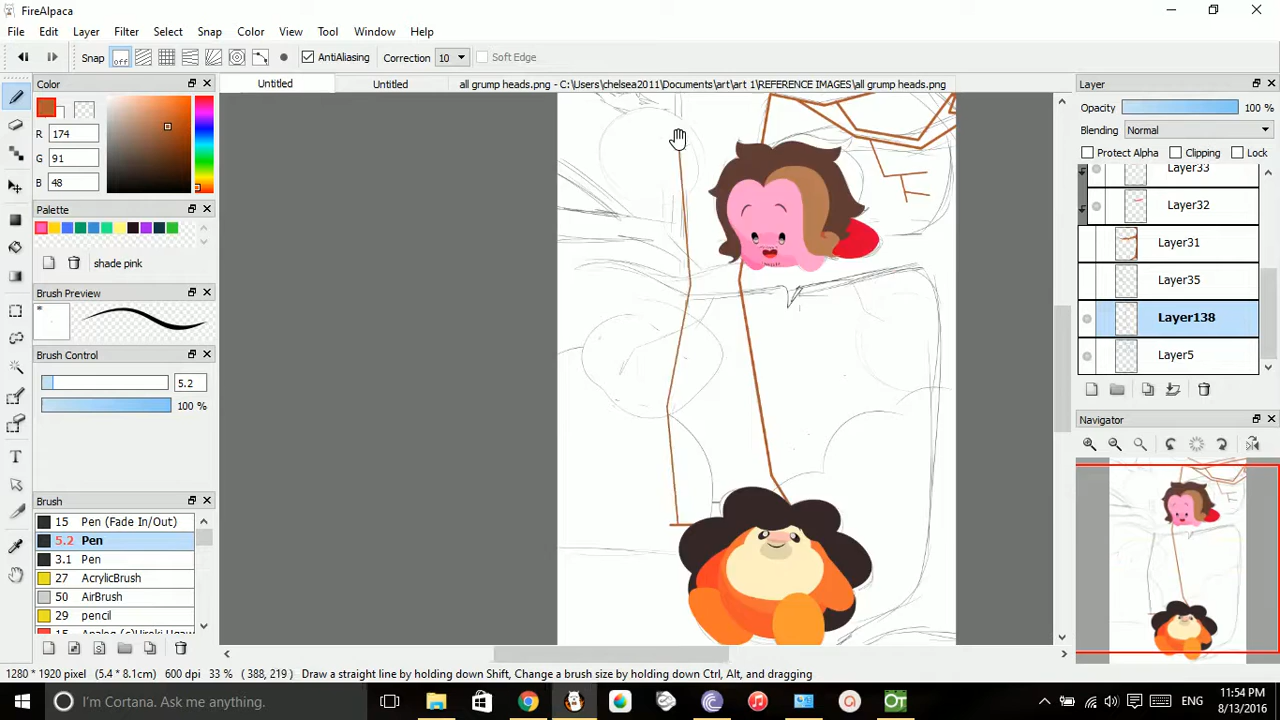 FireAlpaca
File Edit Layer Filter Select Snap Color View Tool Window Help
Snap off AntiAliasing Correction 10 Soft Edge
Color
Untitled Untitled all grump heads.png - C:\Users\chelsea2011\Documents\art\art 1\REFERENCE IMAGES\all grump heads.png
Layer
R 174
G 91
B 48
Opacity 100 %
Blending Normal
Protect Alpha Clipping Lock
Layer33
Layer32
Layer31
Layer35
Layer138
Layer5
Palette
shade pink
Brush Preview
Brush Control
5.2
100 %
Navigator
Brush
15 Pen (Fade In/Out)
5.2 Pen
3.1 Pen
27 AcrylicBrush
50 AirBrush
29 pencil
1280 * 1920 pixel (5.4 * 8.1cm) 600 dpi 33 % (388, 219) Draw a straight line by holding down Shift, Change a brush size by holding down Ctrl, Alt, and dragging
I'm Cortana. Ask me anything.
ENG
11:54 PM
8/13/2016